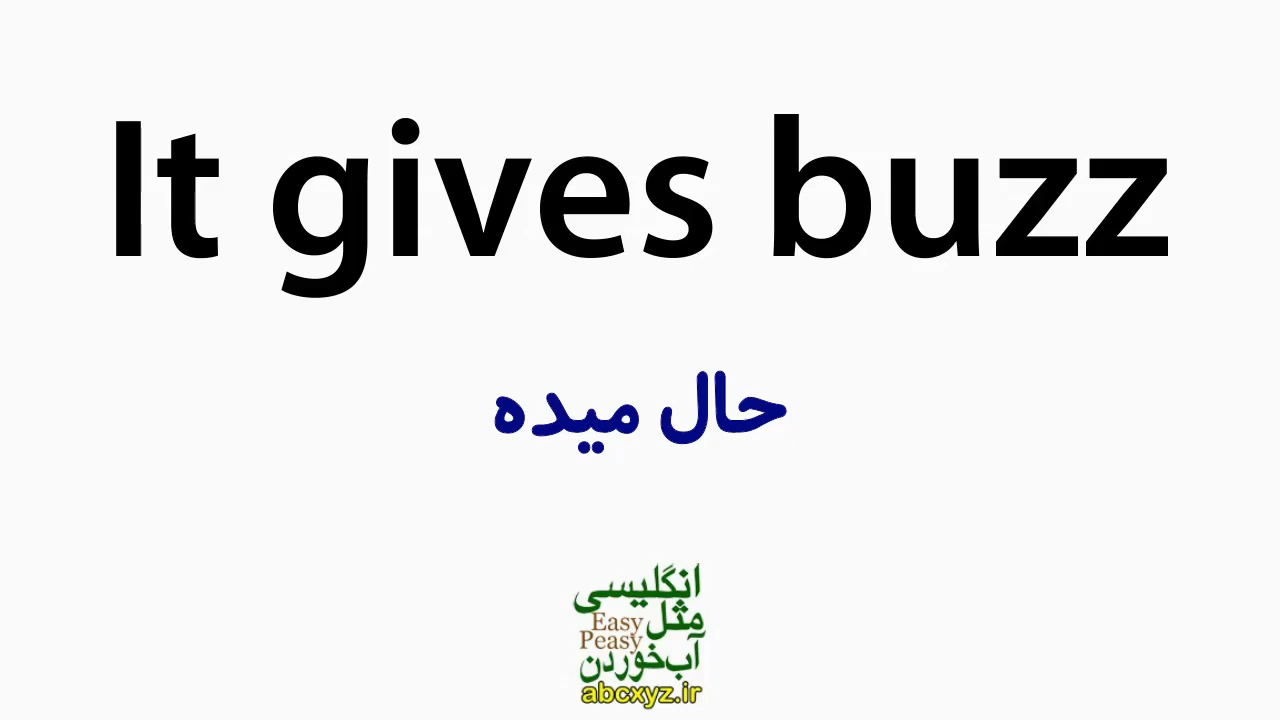 It gives buzz
حال میده
انگلیسی
مثل
Easy
Peasy
آب‌خوردن
abcxyz.ir